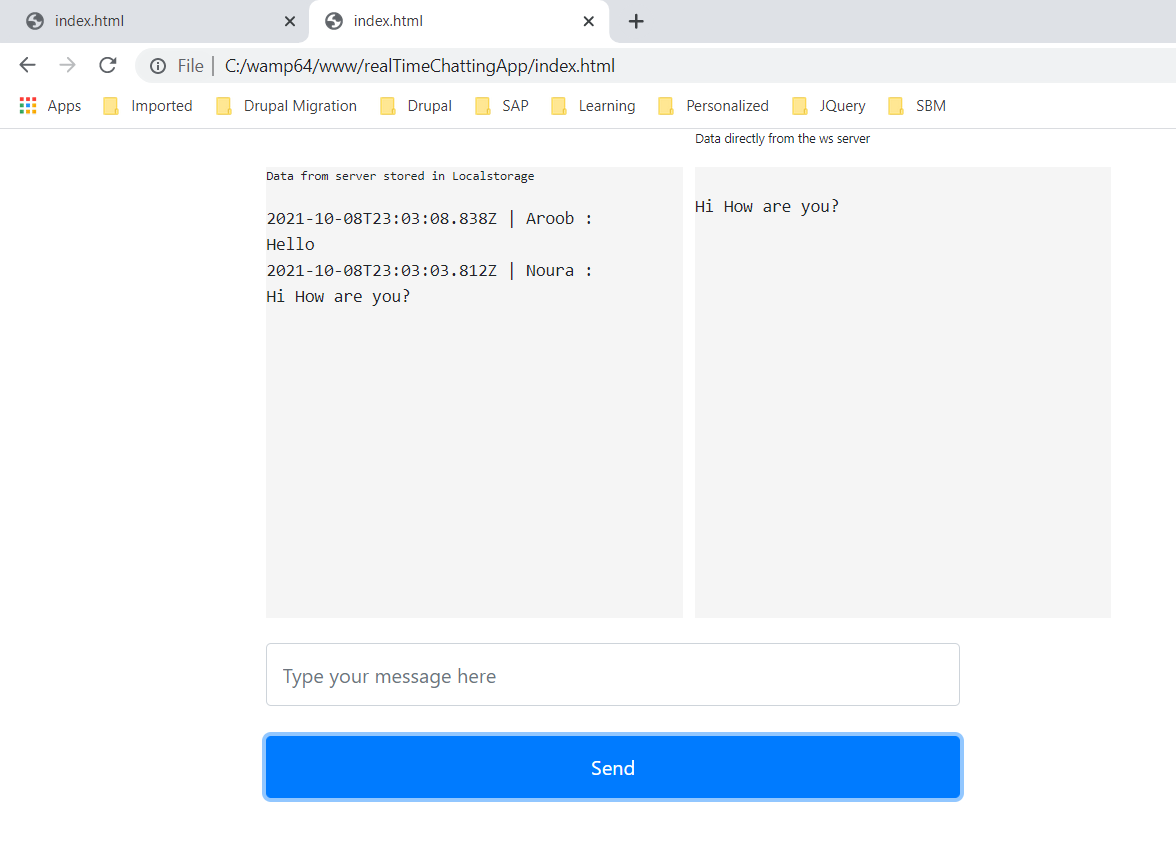 index.html
index.html
File | C:/wamp64/www/realTimeChattingApp/index.html
Apps Imported Drupal Migration Drupal SAP Learning Personalized JQuery SBM
Data directly from the ws server
Data from server stored in Localstorage
2021-10-08T23:03:08.838Z | Aroob :
Hello
2021-10-08T23:03:03.812Z | Noura :
Hi How are you?
Hi How are you?
Type your message here
Send